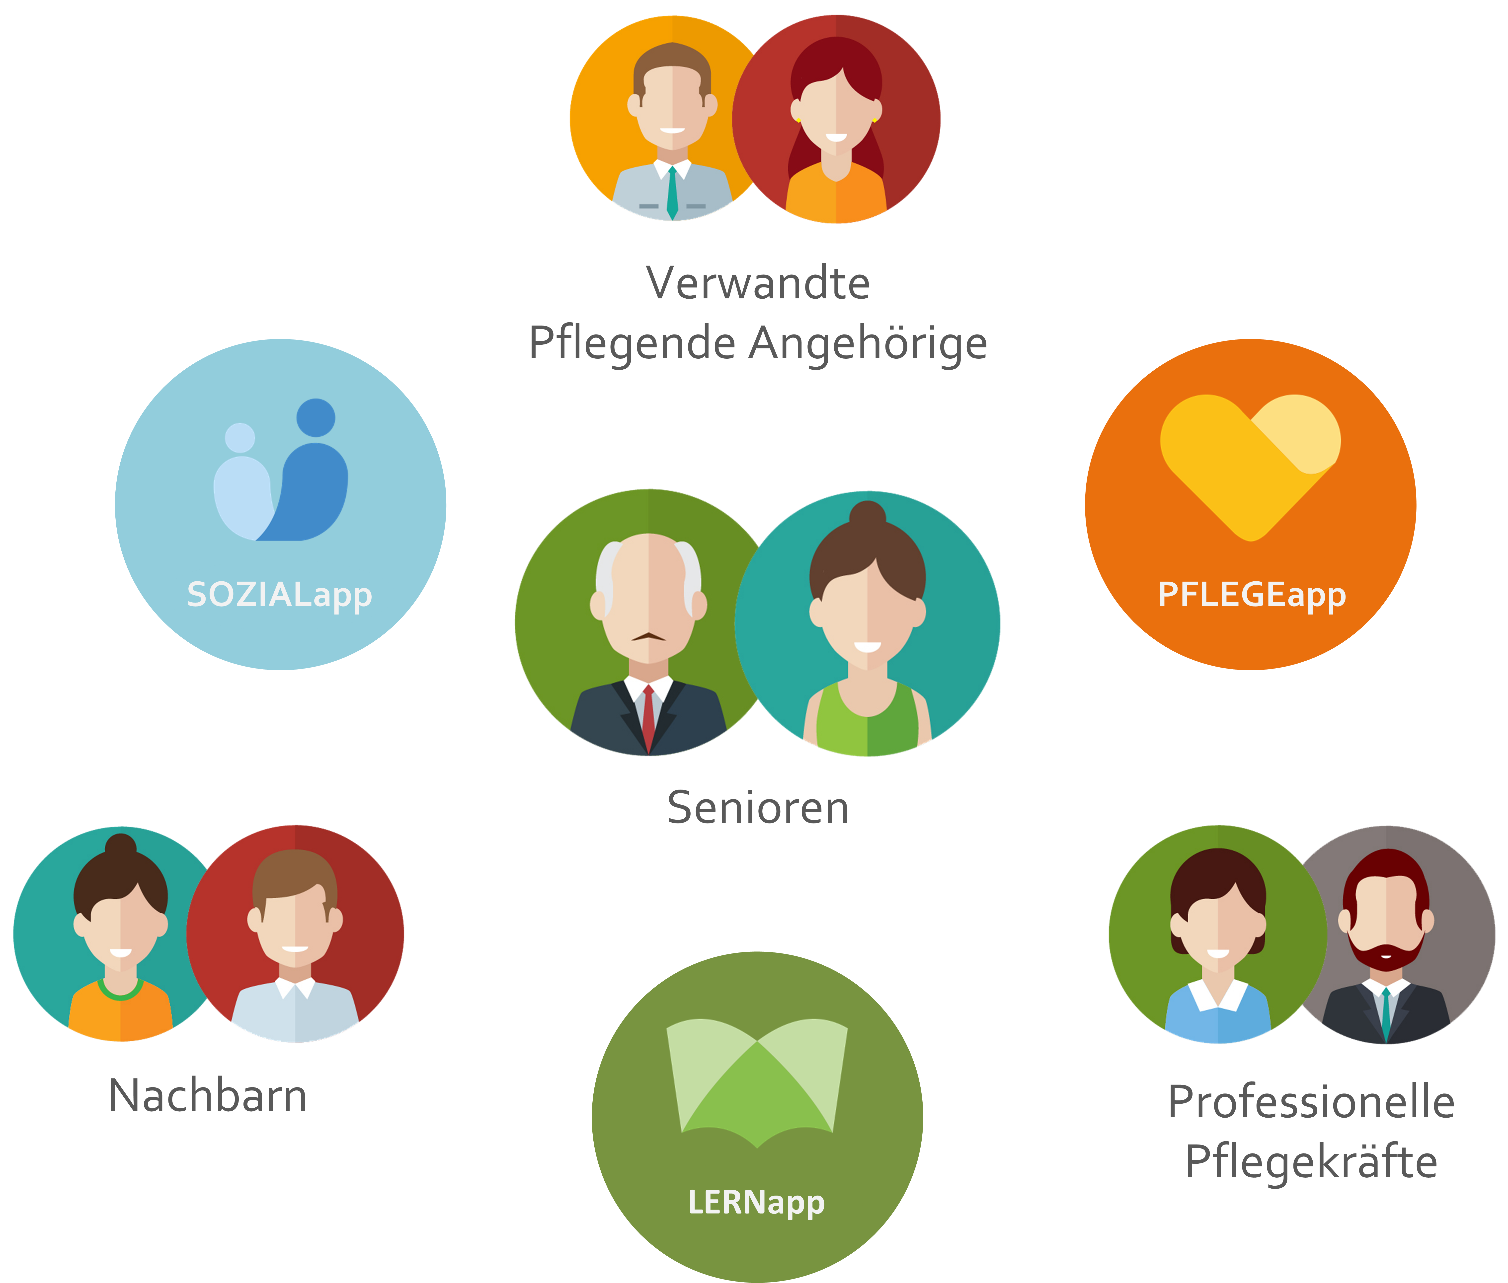 Verwandte
Pflegende Angehörige
SOZIALapp
PFLEGEapp
Senioren
Nachbarn
Professionelle
Pflegekräfte
LERNapp